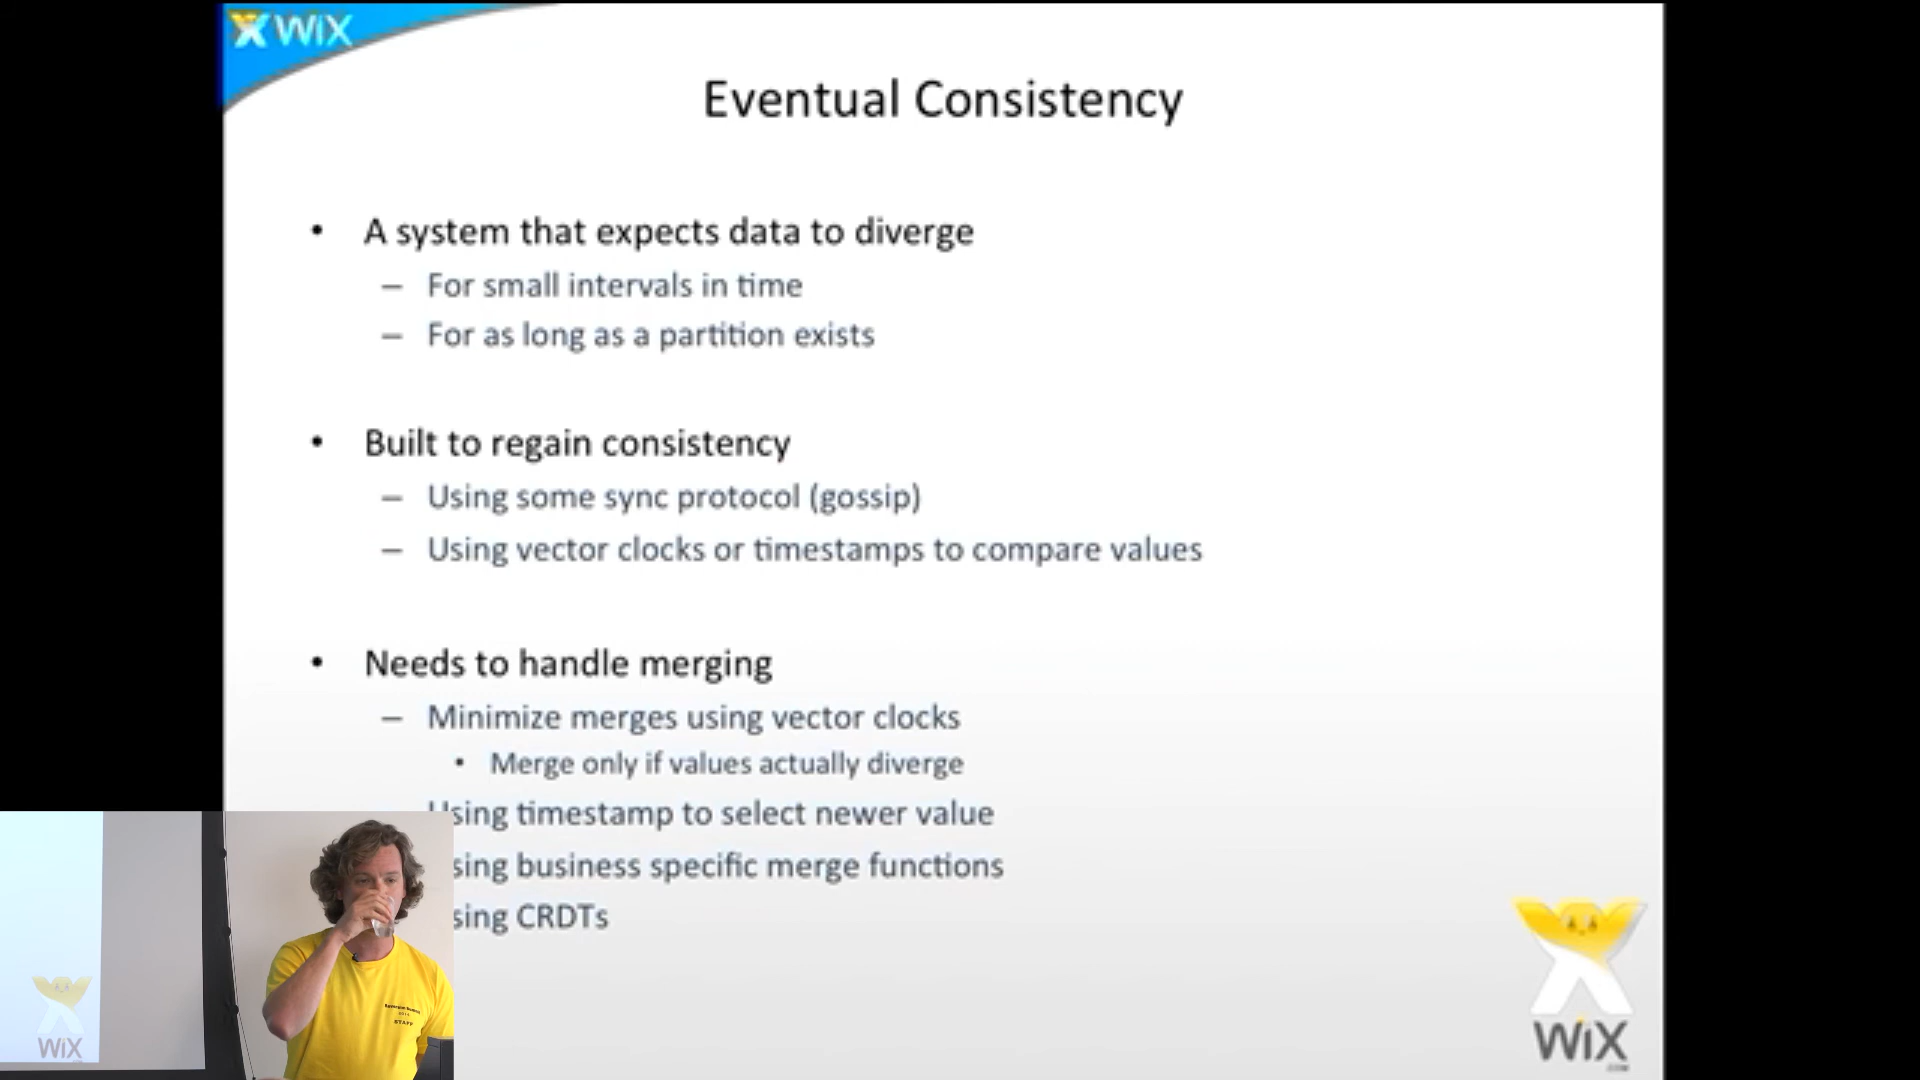 WiX
Eventual Consistency
• A system that expects data to diverge
– For small intervals in time
– For as long as a partition exists
• Built to regain consistency
– Using some sync protocol (gossip)
– Using vector clocks or timestamps to compare values
• Needs to handle merging
– Minimize merges using vector clocks
• Merge only if values actually diverge
Using timestamp to select newer value
sing business specific merge functions
sing CRDTs
STAFF
WiX
WiX
.COM